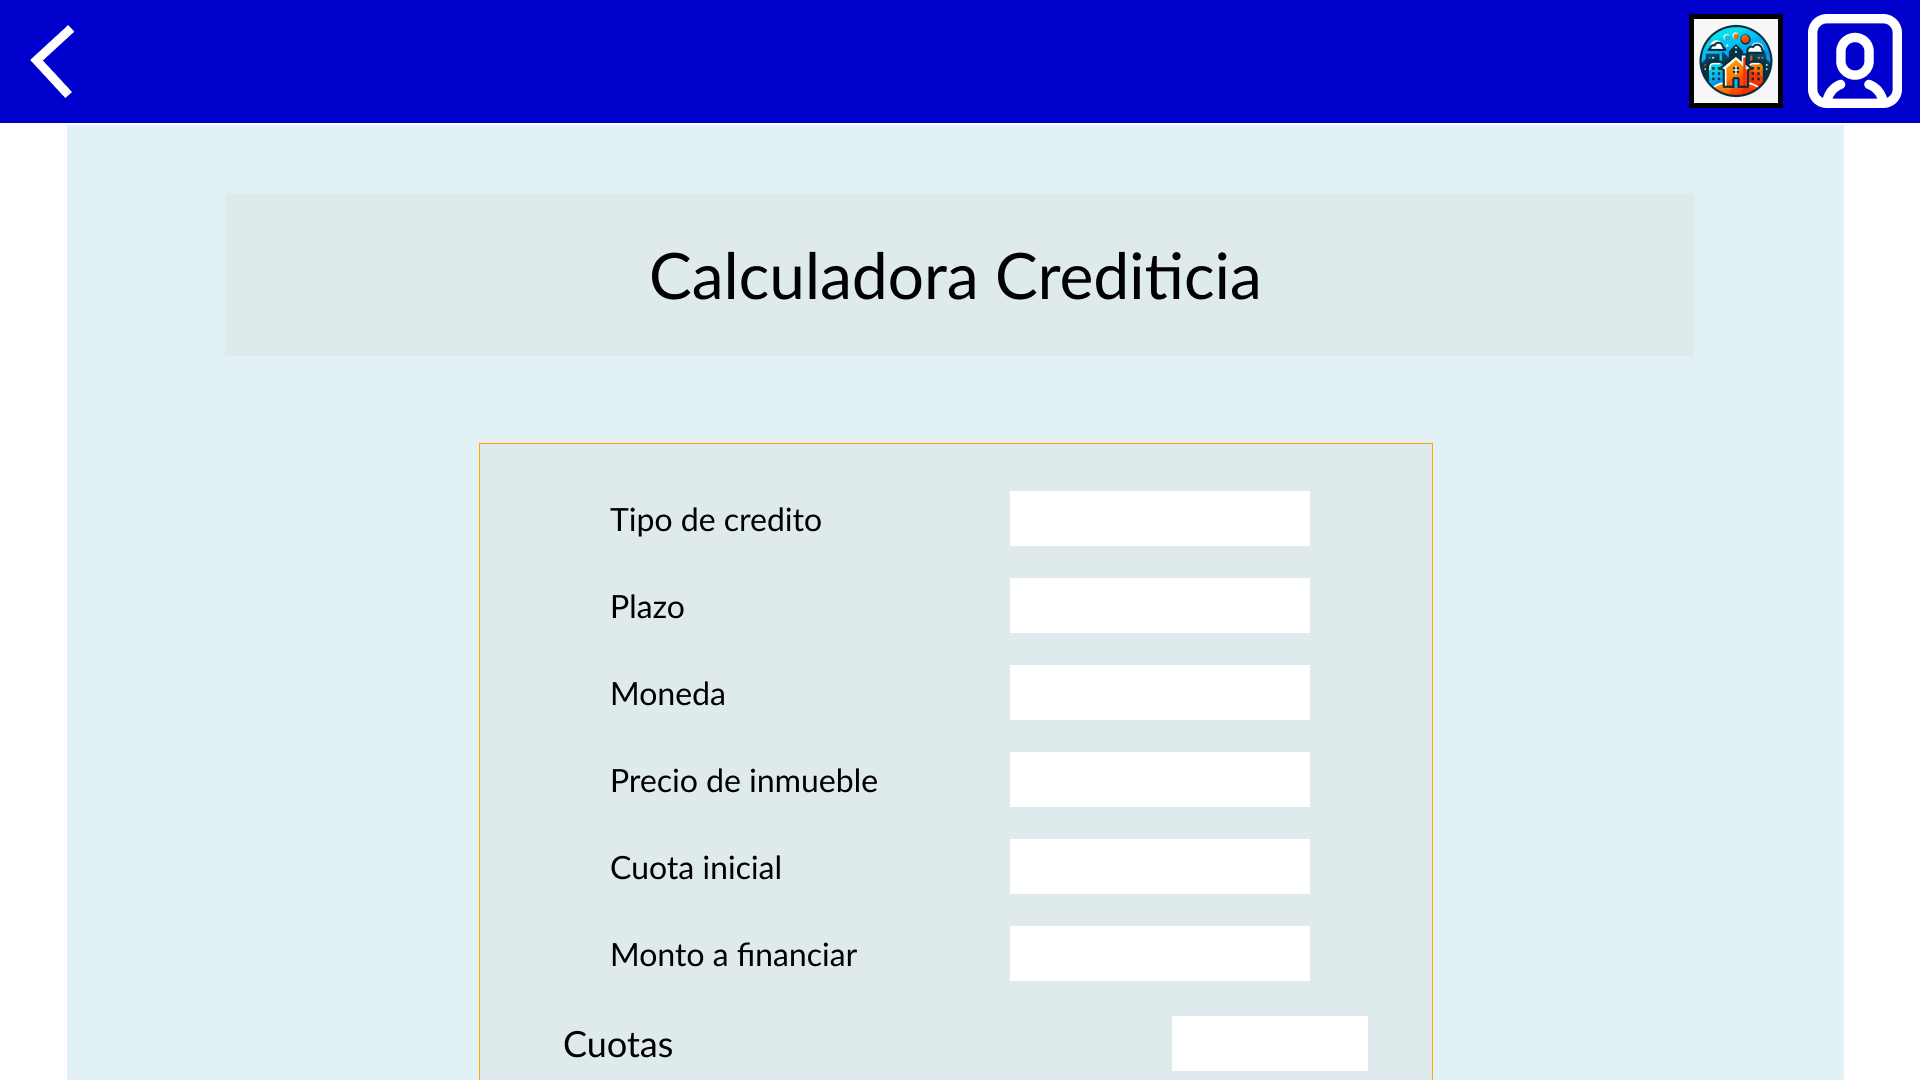 Calculadora Crediticia
Tipo de credito
Plazo
Moneda
Precio de inmueble
Cuota inicial
Monto a financiar
Cuotas